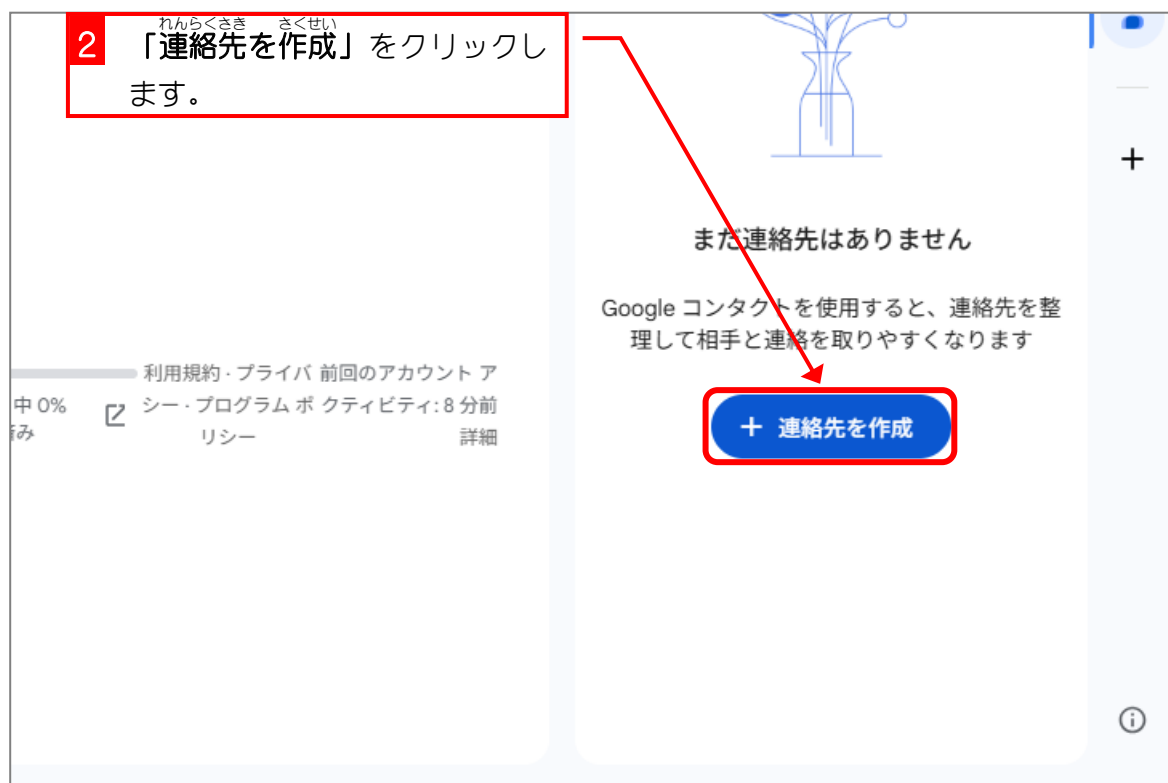 れんらくさき さくせい
2 「連絡先を作成」をクリックし
ます。
まだ連絡先はありません
Google コンタクトを使用すると、連絡先を整
理して相手と連絡を取りやすくなります
+ 連絡先を作成
中 0%
済み
利用規約 · プライバ
シー · プログラム ポ
リシー
前回のアカウント ア
クティビティ: 8 分前
詳細